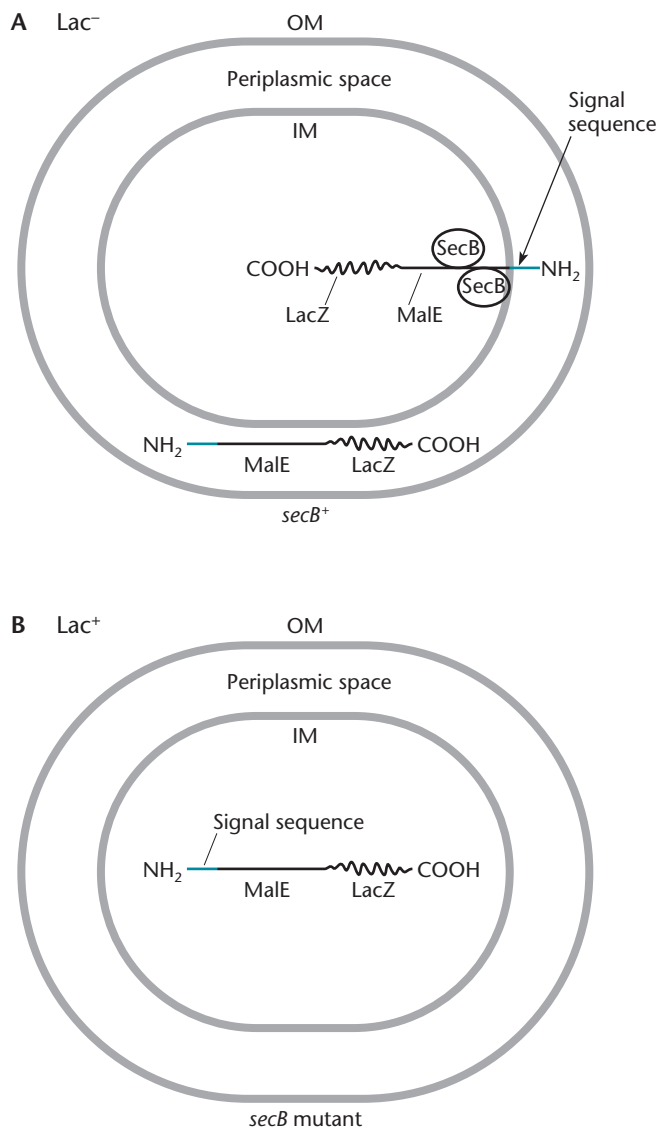 A Lac⁻
OM
Periplasmic space
IM
Signal
sequence
SecB
COOH
NH₂
SecB
LacZ
MalE
NH₂
COOH
MalE
LacZ
secB⁺
B Lac⁺
OM
Periplasmic space
IM
Signal sequence
NH₂
COOH
MalE
LacZ
secB mutant